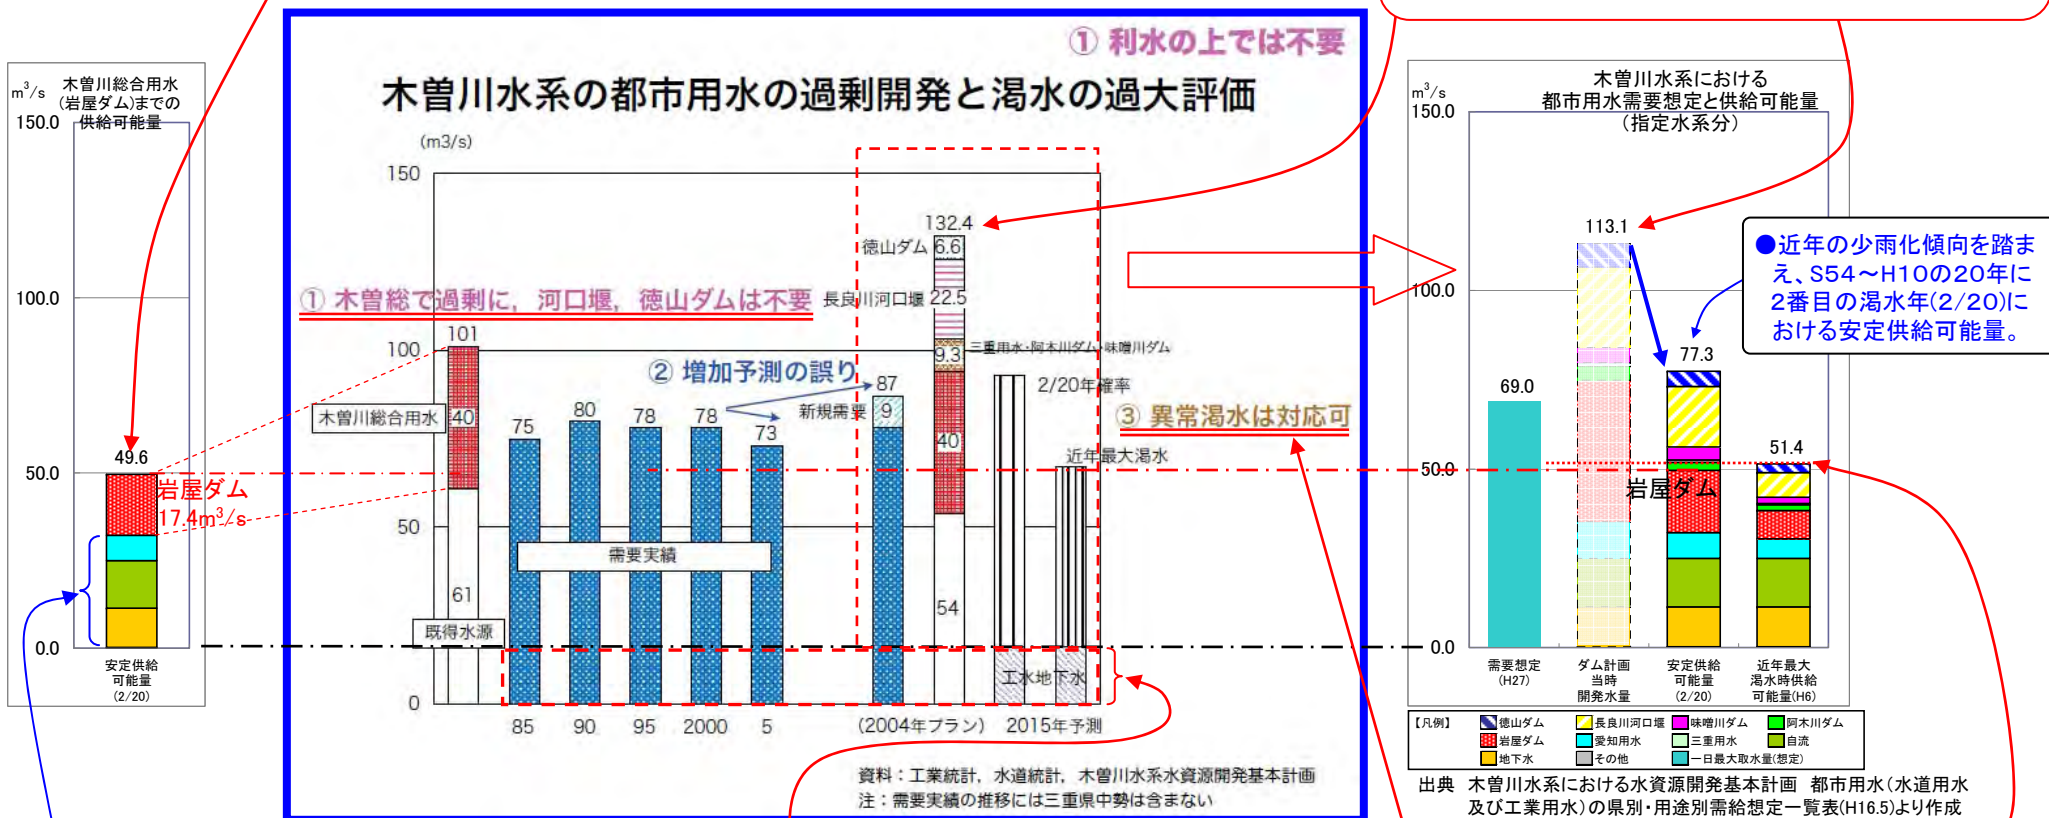 m³/s
木曽川総合用水
(岩屋ダム)までの
供給可能量
150.0
100.0
50.0
0.0
49.6
岩屋ダム
17.4m³/s
安定供給
可能量
(2/20)
① 利水の上では不要
木曽川水系の都市用水の過剰開発と渇水の過大評価
(m3/s)
150
100
50
0
① 木曽総で過剰に，河口堰，徳山ダムは不要
101
木曽川総合用水
40
61
既得水源
② 増加予測の誤り
75
80
78
78
73
需要実績
87
新規需要
9
132.4
徳山ダム
6.6
長良川河口堰
22.5
9.3
三重用水・阿木川ダム・味噌川ダム
40
54
2/20年確率
③ 異常渇水は対応可
近年最大渇水
工水地下水
85
90
95
2000
5
(2004年プラン)
2015年予測
資料：工業統計，水道統計，木曽川水系水資源開発基本計画
注：需要実績の推移には三重県中勢は含まない
木曽川水系における
都市用水需要想定と供給可能量
(指定水系分)
m³/s
150.0
100.0
50.0
0.0
69.0
113.1
77.3
51.4
岩屋ダム
●近年の少雨化傾向を踏ま
え、S54～H10の20年に
2番目の渇水年(2/20)に
おける安定供給可能量。
需要想定
(H27)
ダム計画
当時
開発水量
安定供給
可能量
(2/20)
近年最大
渇水時供給
可能量(H6)
【凡例】 徳山ダム 長良川河口堰 味噌川ダム 阿木川ダム
岩屋ダム 愛知用水 三重用水 自流
地下水 その他 一日最大取水量(想定)
出典 木曽川水系における水資源開発基本計画 都市用水(水道用水
及び工業用水)の県別・用途別需給想定一覧表(H16.5)より作成